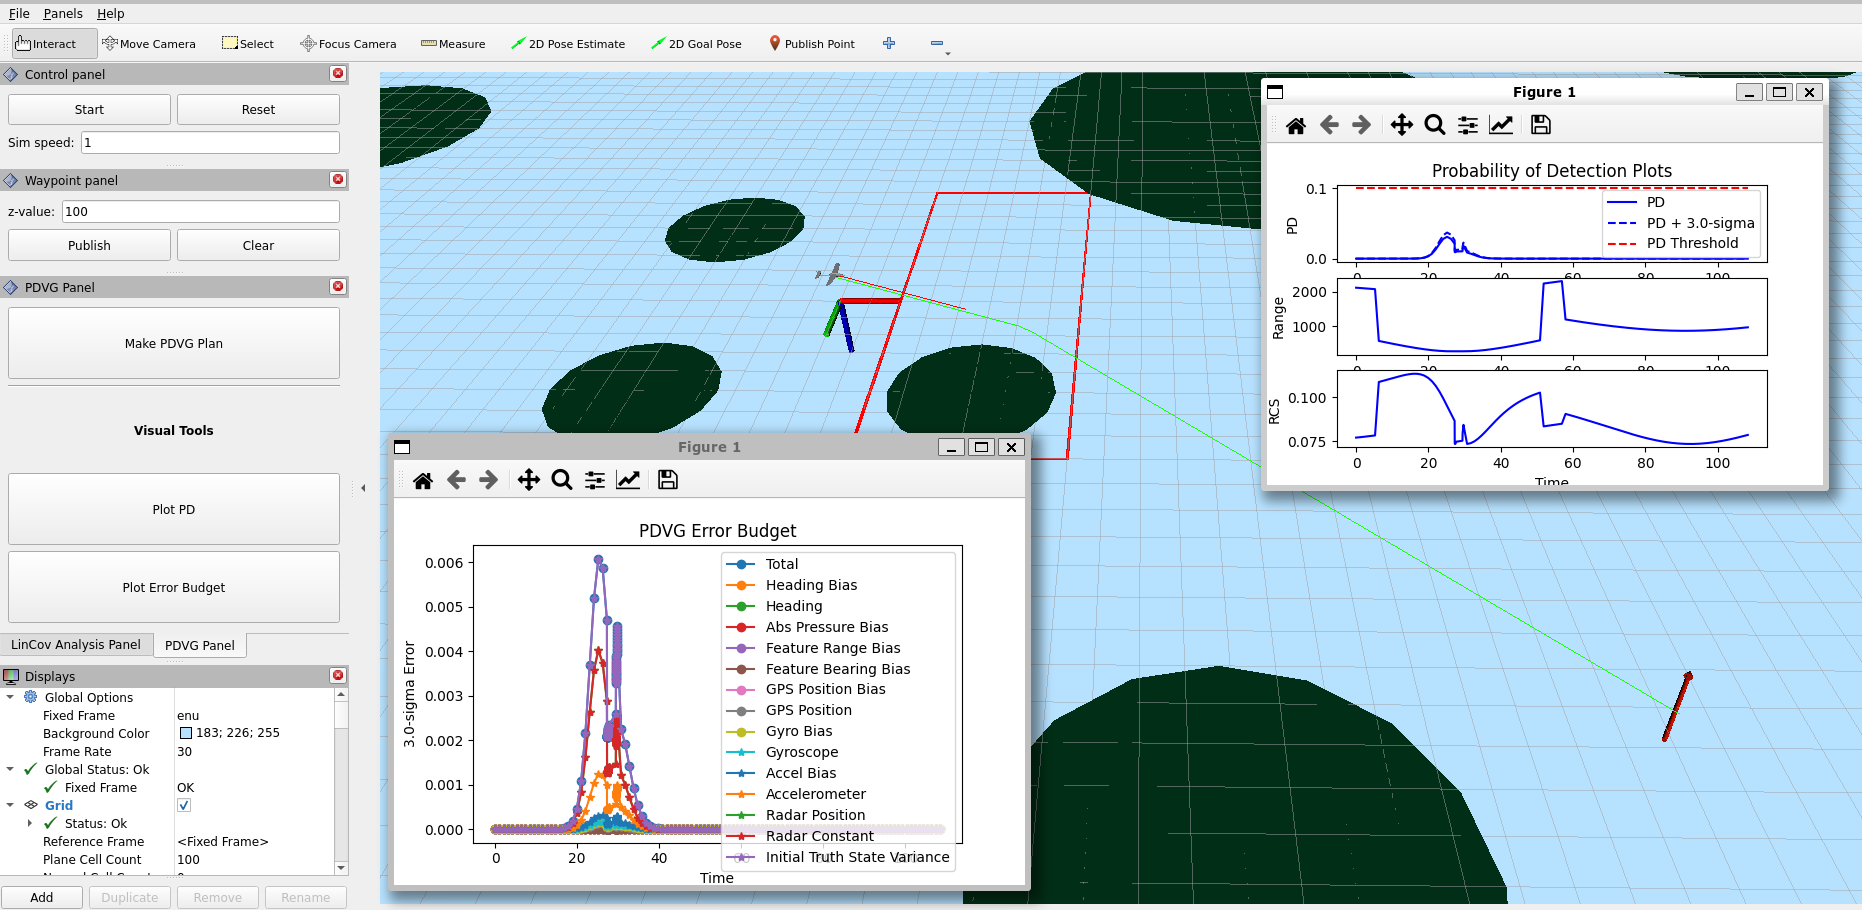 File Panels Help
Interact Move Camera Select Focus Camera Measure 2D Pose Estimate 2D Goal Pose Publish Point
Control panel
Start Reset
Sim speed: 1
Waypoint panel
z-value: 100
Publish Clear
PDVG Panel
Make PDVG Plan
Visual Tools
Plot PD
Plot Error Budget
LinCov Analysis Panel PDVG Panel
Displays
Global Options
Fixed Frame enu
Background Color 183; 226; 255
Frame Rate 30
Global Status: Ok
Fixed Frame OK
Grid
Status: Ok
Reference Frame <Fixed Frame>
Plane Cell Count 100
Add Duplicate Remove Rename
Figure 1
PDVG Error Budget
0.006
0.005
0.004
0.003
0.002
0.001
0.000
3.0-sigma Error
0 20 40
Time
Total
Heading Bias
Heading
Abs Pressure Bias
Feature Range Bias
Feature Bearing Bias
GPS Position Bias
GPS Position
Gyro Bias
Gyroscope
Accel Bias
Accelerometer
Radar Position
Radar Constant
Initial Truth State Variance
Figure 1
Probability of Detection Plots
0.1
PD
0.0
PD
PD + 3.0-sigma
PD Threshold
0 20 40 60 80 100
2000
Range
1000
0 20 40 60 80 100
0.100
RCS
0.075
0 20 40 60 80 100
Time